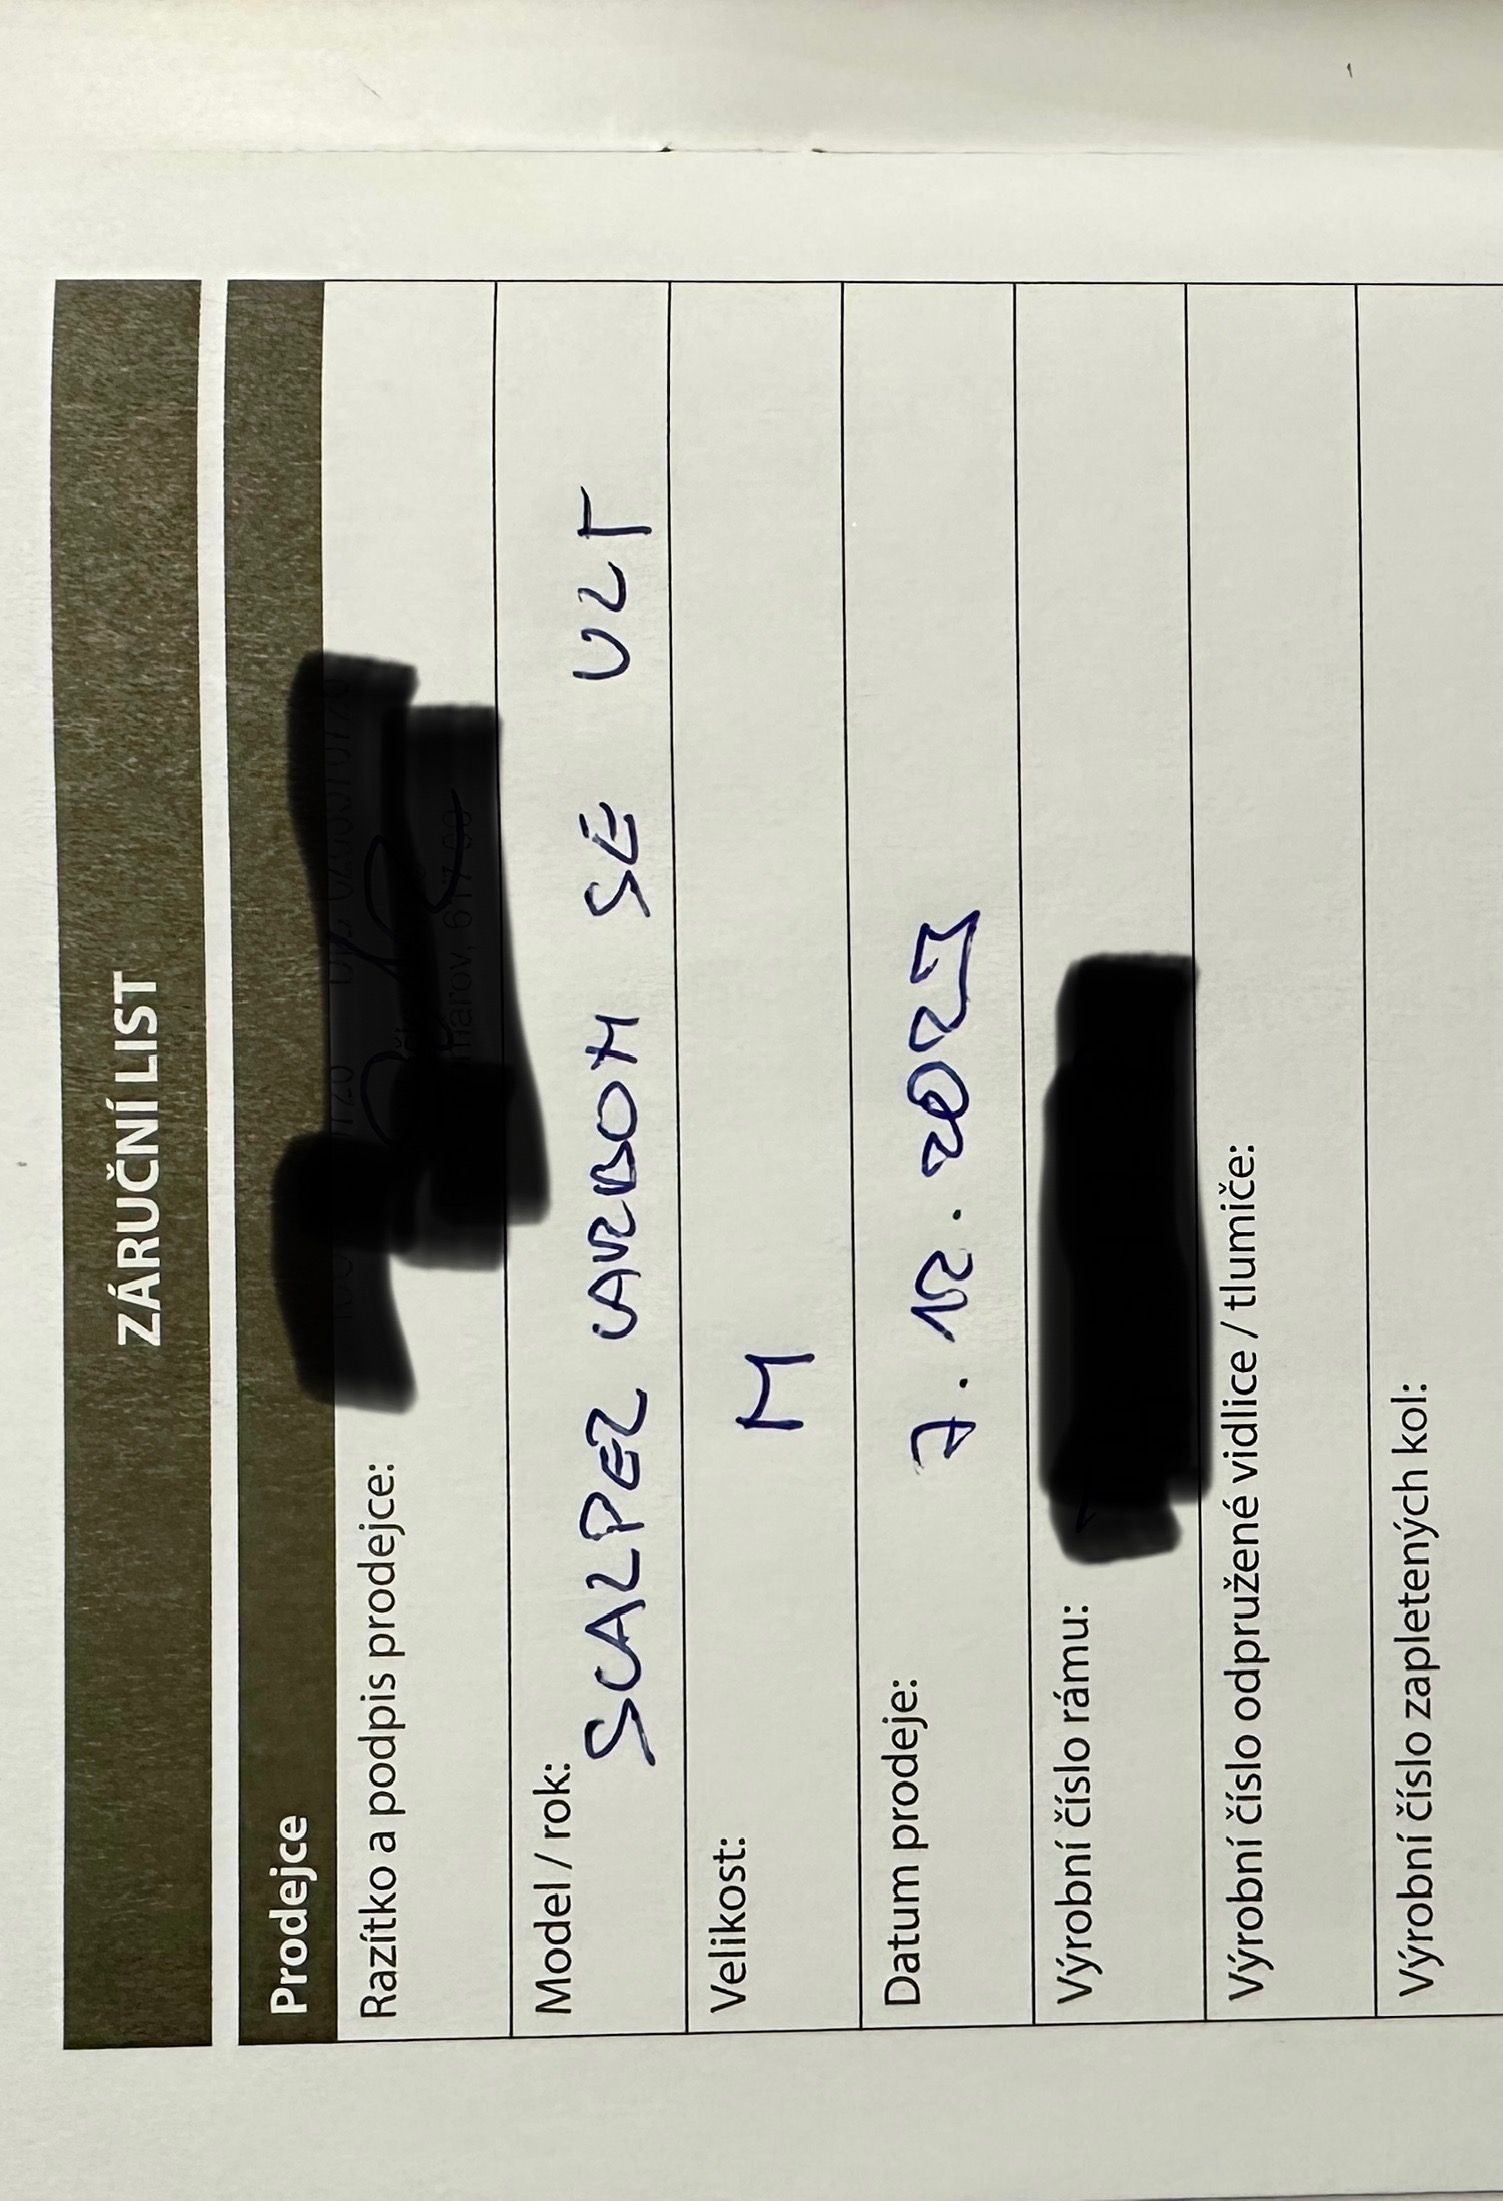 ZÁRUČNÍ LIST
Prodejce
Razítko a podpis prodejce:
Model / rok:
SCALPEL CARBON SE ULT
Velikost: M
Datum prodeje: 7. 12. 2025
Výrobní číslo rámu:
Výrobní číslo odpružené vidlice / tlumiče:
Výrobní číslo zapletených kol: